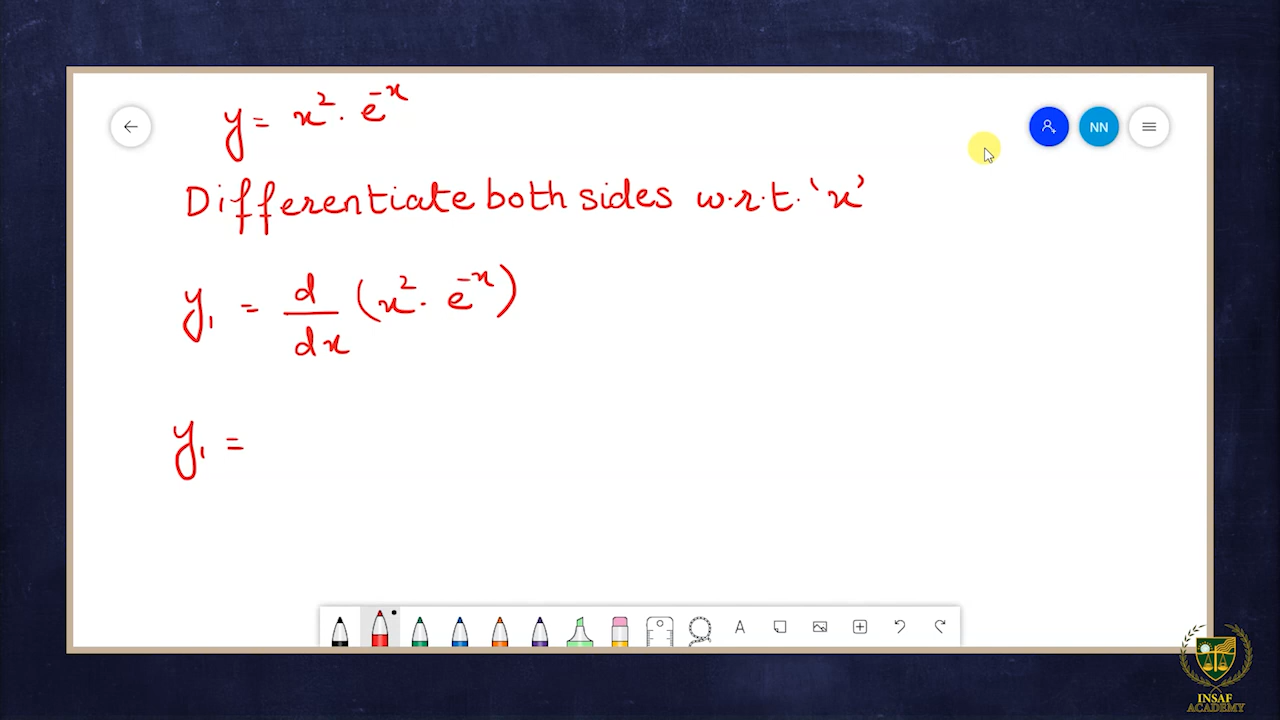 y = x² · e⁻ˣ
NN
Differentiate both sides w.r.t. 'x'
y₁ = d/dx (x² · e⁻ˣ)
y₁ =
A
INSAF
ACADEMY